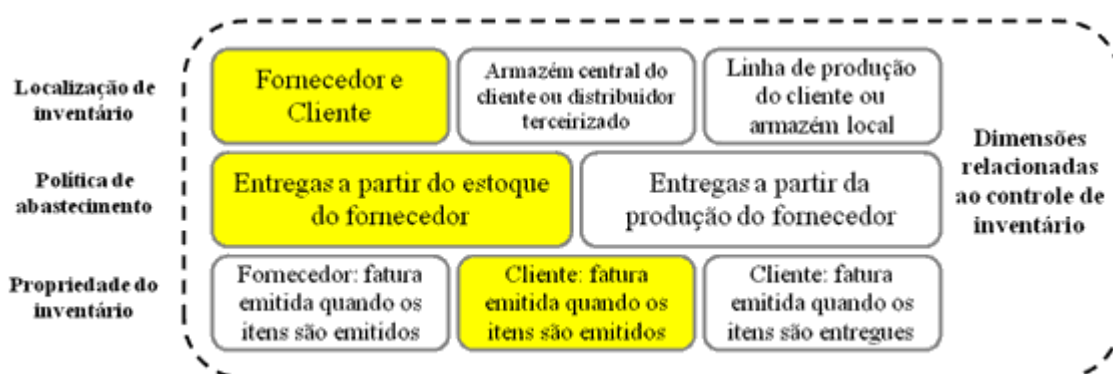 Localização de
inventário
Fornecedor e
Cliente
Armazém central do
cliente ou distribuidor
terceirizado
Linha de produção
do cliente ou
armazém local
Política de
abastecimento
Entregas a partir do estoque
do fornecedor
Entregas a partir da
produção do fornecedor
Propriedade do
inventário
Fornecedor: fatura
emitida quando os
itens são emitidos
Cliente: fatura
emitida quando os
itens são emitidos
Cliente: fatura
emitida quando os
itens são entregues
Dimensões
relacionadas
ao controle de
inventário